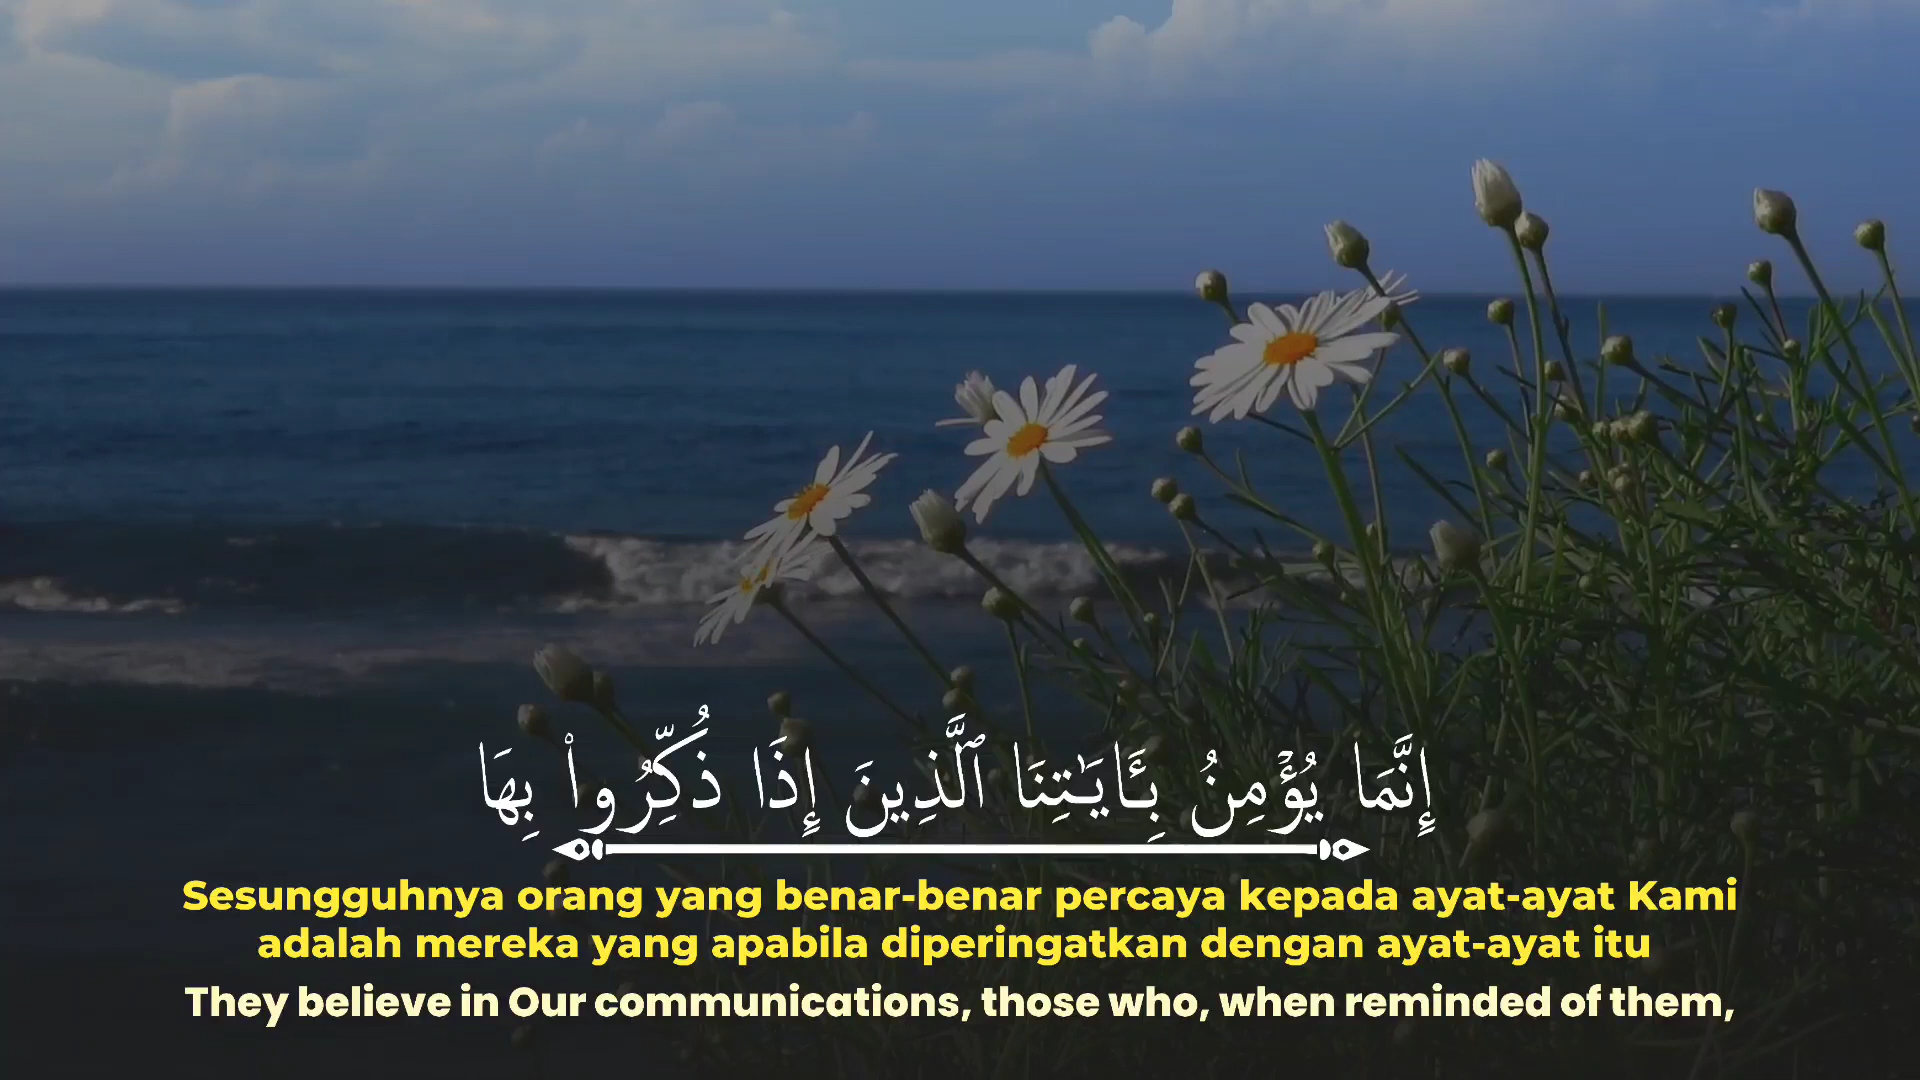 إِنَّمَا يُؤْمِنُ بِـَٔايَـٰتِنَا ٱلَّذِينَ إِذَا ذُكِّرُوا۟ بِهَا
Sesungguhnya orang yang benar-benar percaya kepada ayat-ayat Kami
adalah mereka yang apabila diperingatkan dengan ayat-ayat itu
They believe in Our communications, those who, when reminded of them,